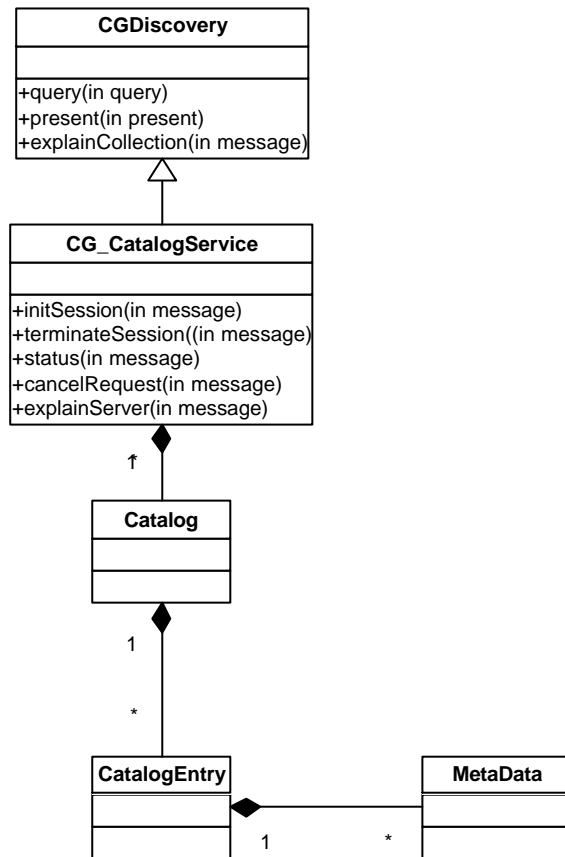 CGDiscovery
+query(in query)
+present(in present)
+explainCollection(in message)
CG_CatalogService
+initSession(in message)
+terminateSession((in message)
+status(in message)
+cancelRequest(in message)
+explainServer(in message)
1*
Catalog
1
*
CatalogEntry
MetaData
1
*